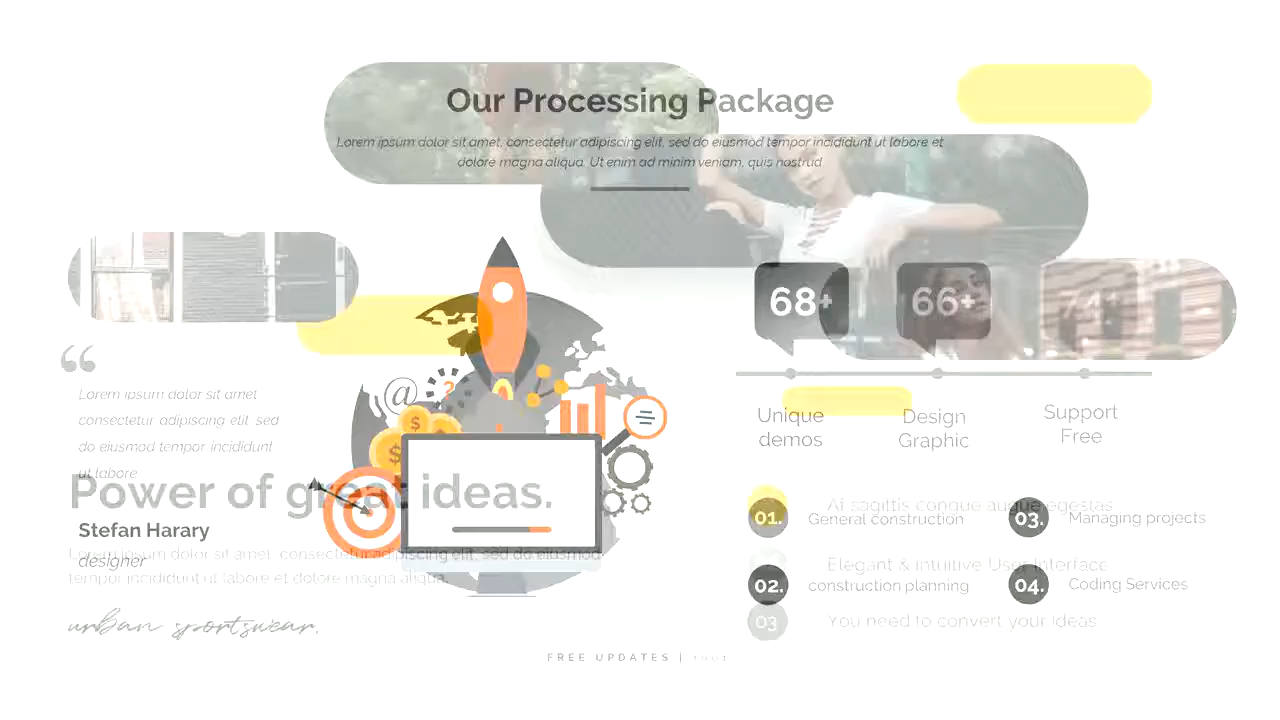 Our Processing Package
Lorem ipsum dolor sit amet, consectetur adipiscing elit, sed do eiusmod tempor incididunt ut labore et
dolore magna aliqua. Ut enim ad minim veniam, quis nostrud
68+
66+
74+
“
Lorem ipsum dolor sit amet
consectetur adipiscing elit sed
do eiusmod tempor incididunt
ut labore
Stefan Harary
designer
Power of great ideas.
Lorem ipsum dolor sit amet, consectetur adipiscing elit, sed do eiusmod
tempor incididunt ut labore et dolore magna aliqua.
urban sportswear.
@
?
$
$
Unique
demos
Design
Graphic
Support
Free
01. General construction
03. Managing projects
02. construction planning
04. Coding Services
At sagittis congue augue egestas
Elegant & intuitive User Interface
03 You need to convert your ideas
FREE UPDATES |